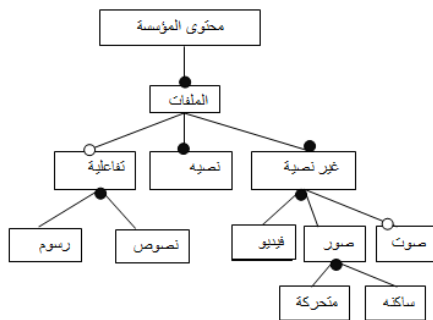 محتوى المؤسسة
الملفات
غير نصية
نصيه
تفاعلية
صوت
صور
فيديو
نصوص
رسوم
ساكنه
متحركة